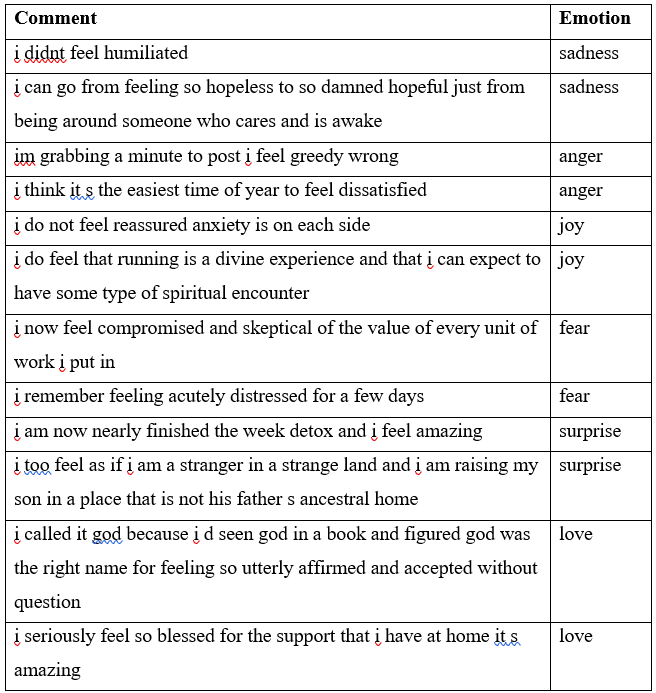 Comment Emotion
i didnt feel humiliated sadness
i can go from feeling so hopeless to so damned hopeful just from sadness
being around someone who cares and is awake
im grabbing a minute to post i feel greedy wrong anger
i think it s the easiest time of year to feel dissatisfied anger
i do not feel reassured anxiety is on each side joy
i do feel that running is a divine experience and that i can expect to joy
have some type of spiritual encounter
i now feel compromised and skeptical of the value of every unit of fear
work i put in
i remember feeling acutely distressed for a few days fear
i am now nearly finished the week detox and i feel amazing surprise
i too feel as if i am a stranger in a strange land and i am raising my surprise
son in a place that is not his father s ancestral home
i called it god because i d seen god in a book and figured god was love
the right name for feeling so utterly affirmed and accepted without
question
i seriously feel so blessed for the support that i have at home it s love
amazing